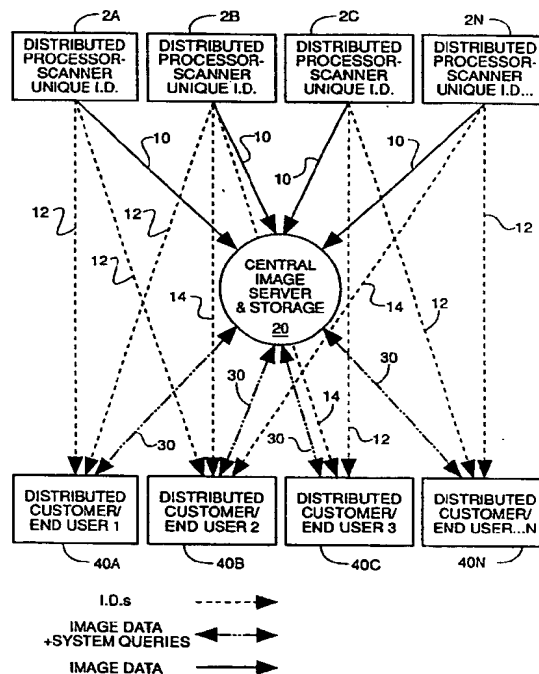 2A
2B
2C
2N
DISTRIBUTED
PROCESSOR-
SCANNER
UNIQUE I.D.
DISTRIBUTED
PROCESSOR-
SCANNER
UNIQUE I.D.
DISTRIBUTED
PROCESSOR-
SCANNER
UNIQUE I.D.
DISTRIBUTED
PROCESSOR-
SCANNER
UNIQUE I.D...
10
10
10
10
12
12
12
12
12
14
14
CENTRAL
IMAGE
SERVER
& STORAGE
20
30
30
30
30
14
12
DISTRIBUTED
CUSTOMER/
END USER 1
DISTRIBUTED
CUSTOMER/
END USER 2
DISTRIBUTED
CUSTOMER/
END USER 3
DISTRIBUTED
CUSTOMER/
END USER...N
40A
40B
40C
40N
I.D.s
IMAGE DATA
+SYSTEM QUERIES
IMAGE DATA